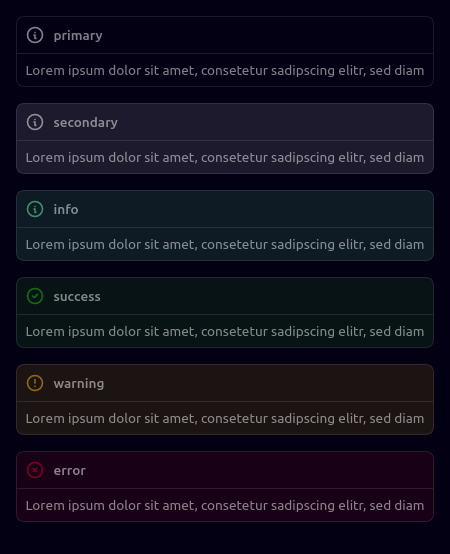 primary
Lorem ipsum dolor sit amet, consetetur sadipscing elitr, sed diam
secondary
Lorem ipsum dolor sit amet, consetetur sadipscing elitr, sed diam
info
Lorem ipsum dolor sit amet, consetetur sadipscing elitr, sed diam
success
Lorem ipsum dolor sit amet, consetetur sadipscing elitr, sed diam
warning
Lorem ipsum dolor sit amet, consetetur sadipscing elitr, sed diam
error
Lorem ipsum dolor sit amet, consetetur sadipscing elitr, sed diam